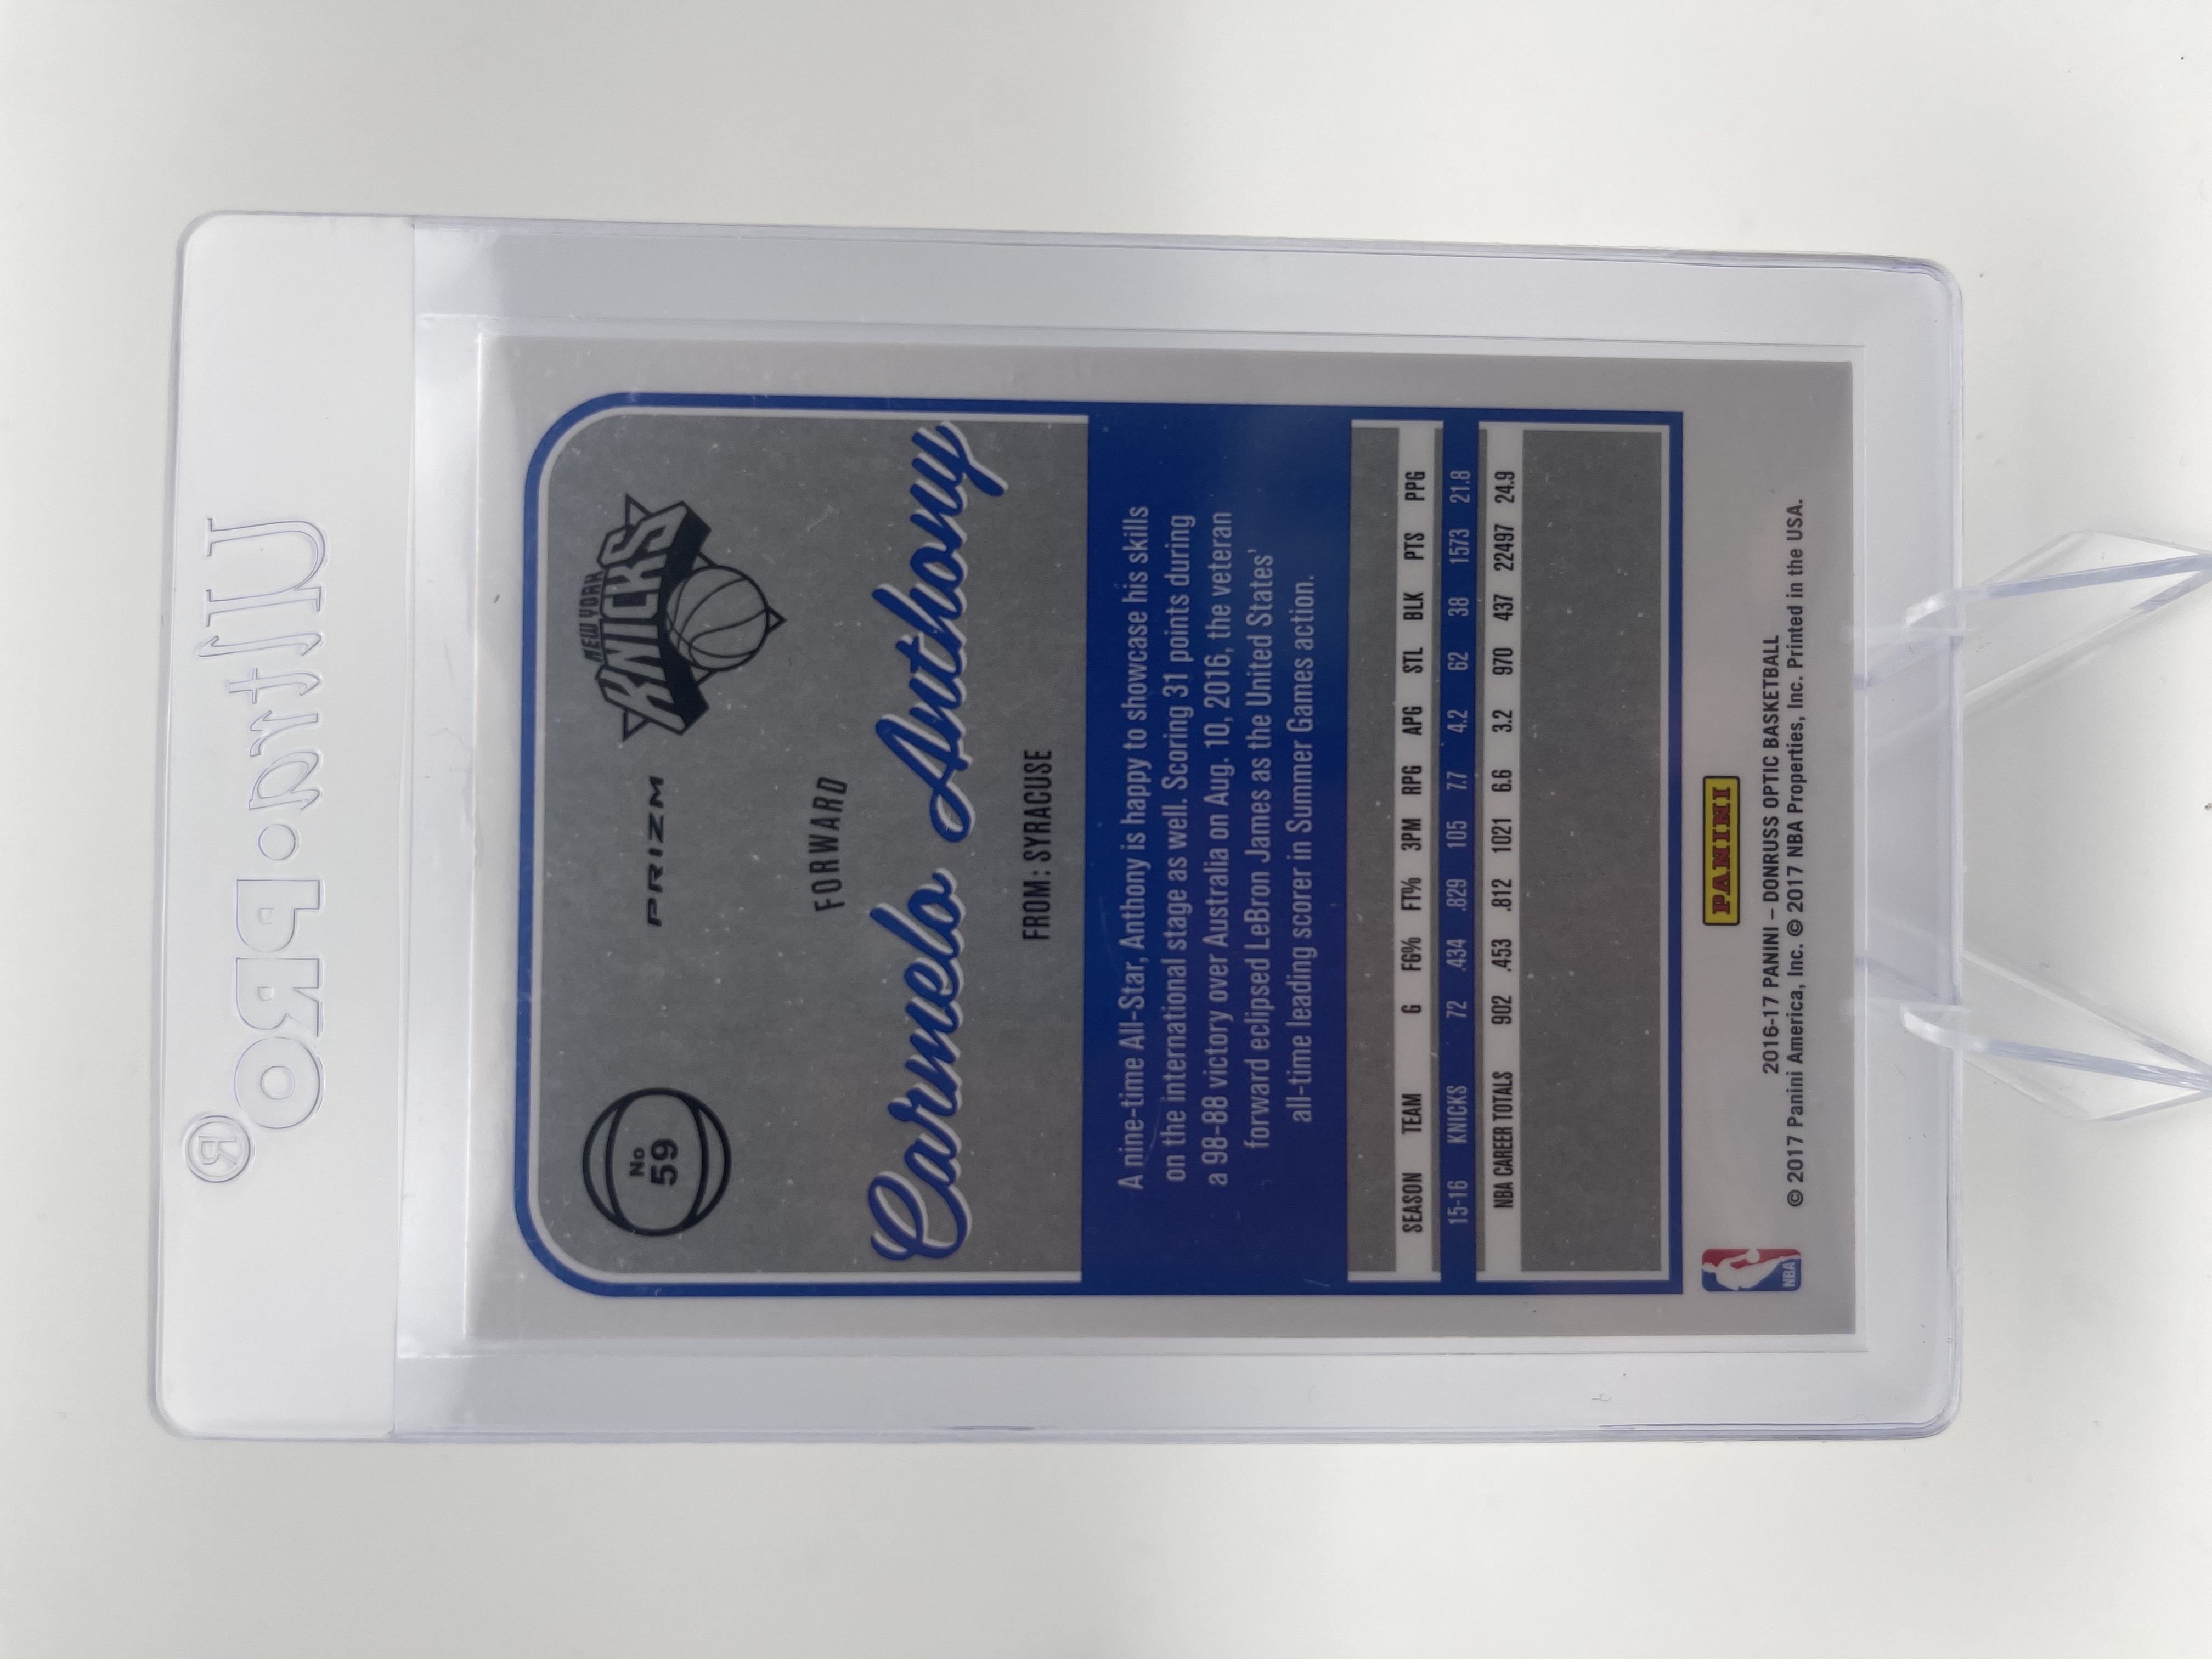 Ultra•PRO®
No
59
PRIZM
NEW YORK
KNICKS
FORWARD
Carmelo Anthony
FROM: SYRACUSE
A nine-time All-Star, Anthony is happy to showcase his skills
on the international stage as well. Scoring 31 points during
a 98-88 victory over Australia on Aug. 10, 2016, the veteran
forward eclipsed LeBron James as the United States'
all-time leading scorer in Summer Games action.
SEASON TEAM G FG% FT% 3PM RPG APG STL BLK PTS PPG
15-16 KNICKS 72 .434 .829 105 7.7 4.2 62 38 1573 21.8
NBA CAREER TOTALS 902 .453 .812 1021 6.6 3.2 970 437 22497 24.9
NBA
PANINI
2016-17 PANINI – DONRUSS OPTIC BASKETBALL
© 2017 Panini America, Inc. © 2017 NBA Properties, Inc. Printed in the USA.